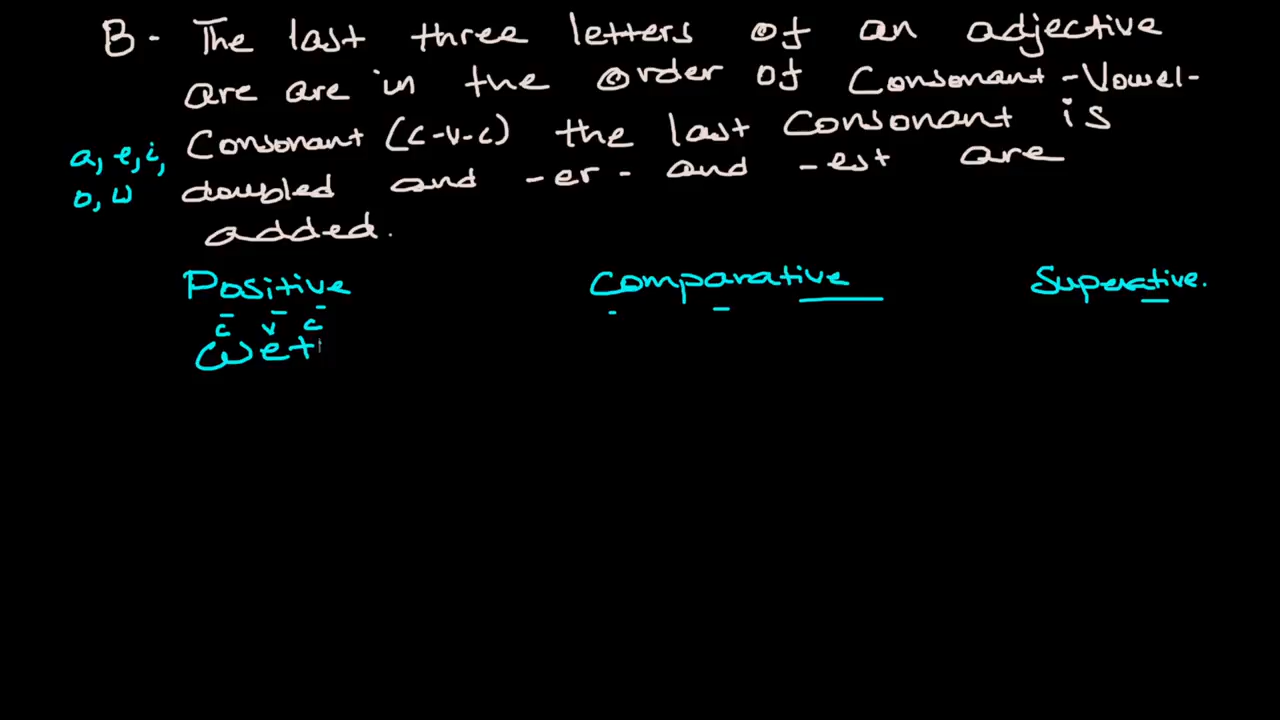 B- The last three letters of an adjective
are are in the order of Consonant-Vowel-
Consonant (C-V-C) the last Consonant is
a, e, i,
doubled and -er- and -est are
o, u
added.
Positive Comparative Superative.
c v c
wet